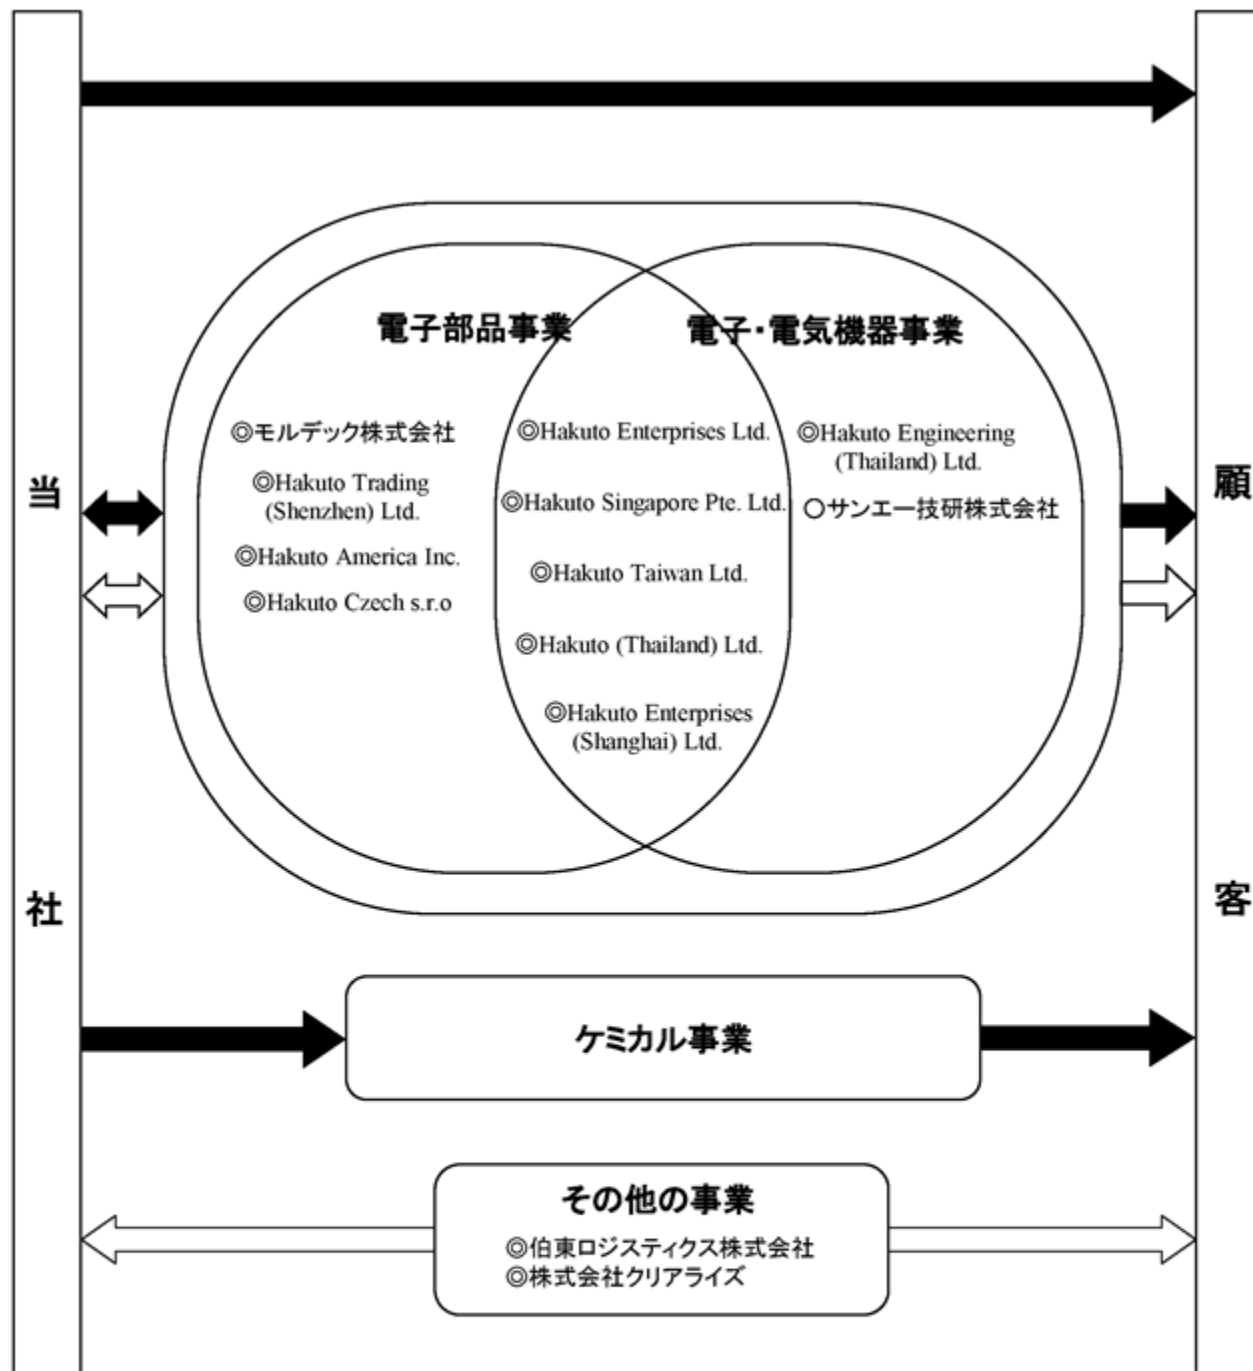 電子部品事業
電子・電気機器事業
◎モルデック株式会社
◎Hakuto Trading
(Shenzhen) Ltd.
◎Hakuto America Inc.
◎Hakuto Czech s.r.o
◎Hakuto Enterprises Ltd.
◎Hakuto Singapore Pte. Ltd.
◎Hakuto Taiwan Ltd.
◎Hakuto (Thailand) Ltd.
◎Hakuto Enterprises
(Shanghai) Ltd.
◎Hakuto Engineering
(Thailand) Ltd.
○サンエー技研株式会社
当
社
顧
客
ケミカル事業
その他の事業
◎伯東ロジスティクス株式会社
◎株式会社クリアライズ